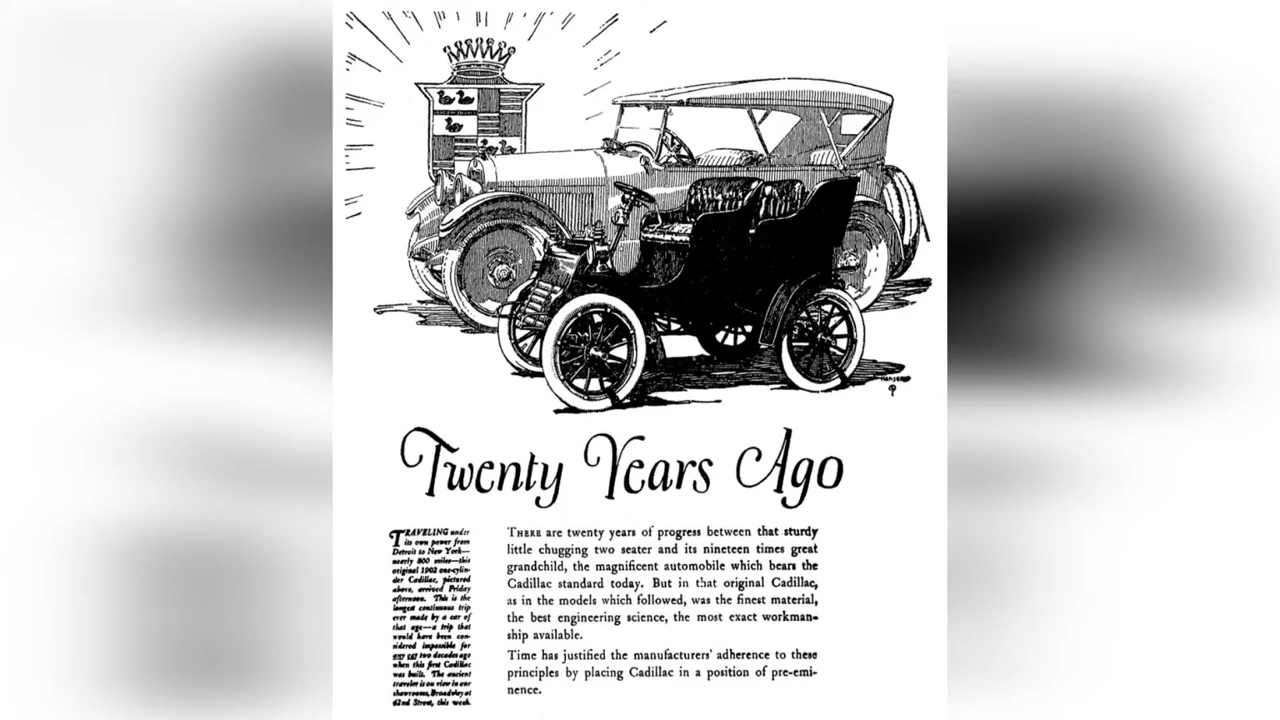 Twenty Years Ago
TRAVELING under
its own power from
Detroit to New York—
nearly 800 miles—this
original 1902 one-cylin-
der Cadillac, pictured
above, arrived Friday
afternoon. This is the
longest continuous trip
ever made by a car of
that age—a trip that
would have been con-
sidered impossible for
any car two decades ago
when this first Cadillac
was built. The ancient
traveler is on view in our
showrooms, Broadway at
62nd Street, this week.
THERE are twenty years of progress between that sturdy
little chugging two seater and its nineteen times great
grandchild, the magnificent automobile which bears the
Cadillac standard today. But in that original Cadillac,
as in the models which followed, was the finest material,
the best engineering science, the most exact workman-
ship available.
Time has justified the manufacturers' adherence to these
principles by placing Cadillac in a position of pre-emi-
nence.